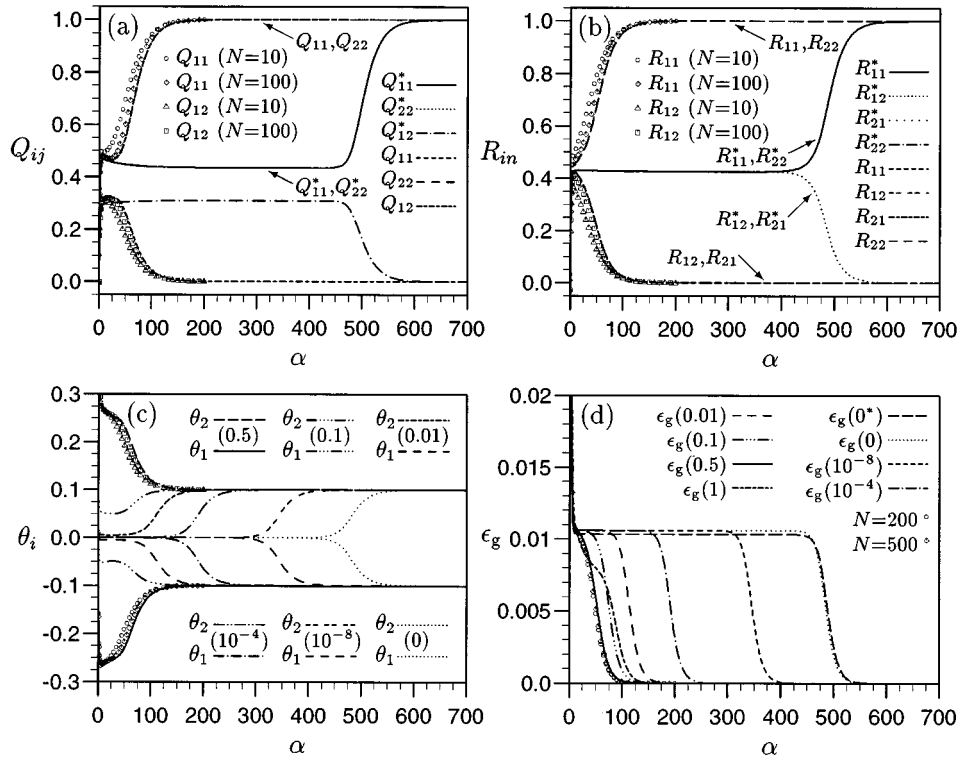 (a)
Q11,Q22
Q11 (N=10)
Q11 (N=100)
Q12 (N=10)
Q12 (N=100)
Q*11
Q*22
Q*12
Q11
Q22
Q12
Q*11,Q*22
Qij
1.0
0.8
0.6
0.4
0.2
0.0
0 100 200 300 400 500 600 700
α
(b)
R11,R22
R11 (N=10)
R11 (N=100)
R12 (N=10)
R12 (N=100)
R*11
R*12
R*21
R*22
R11
R12
R21
R22
R*11,R*22
R*12,R*21
R12,R21
Rin
1.0
0.8
0.6
0.4
0.2
0.0
0 100 200 300 400 500 600 700
α
(c)
θ2 θ2 θ2
(0.5) (0.1) (0.01)
θ1 θ1 θ1
θi
0.3
0.2
0.1
0.0
-0.1
-0.2
-0.3
θ2 θ2 θ2
(10−4) (10−8) (0)
θ1 θ1 θ1
0 100 200 300 400 500 600 700
α
(d)
ϵg(0.01) ϵg(0*)
ϵg(0.1) ϵg(0)
ϵg(0.5) ϵg(10−8)
ϵg(1) ϵg(10−4)
N=200
N=500
ϵg
0.02
0.015
0.010
0.005
0.0
0 100 200 300 400 500 600 700
α